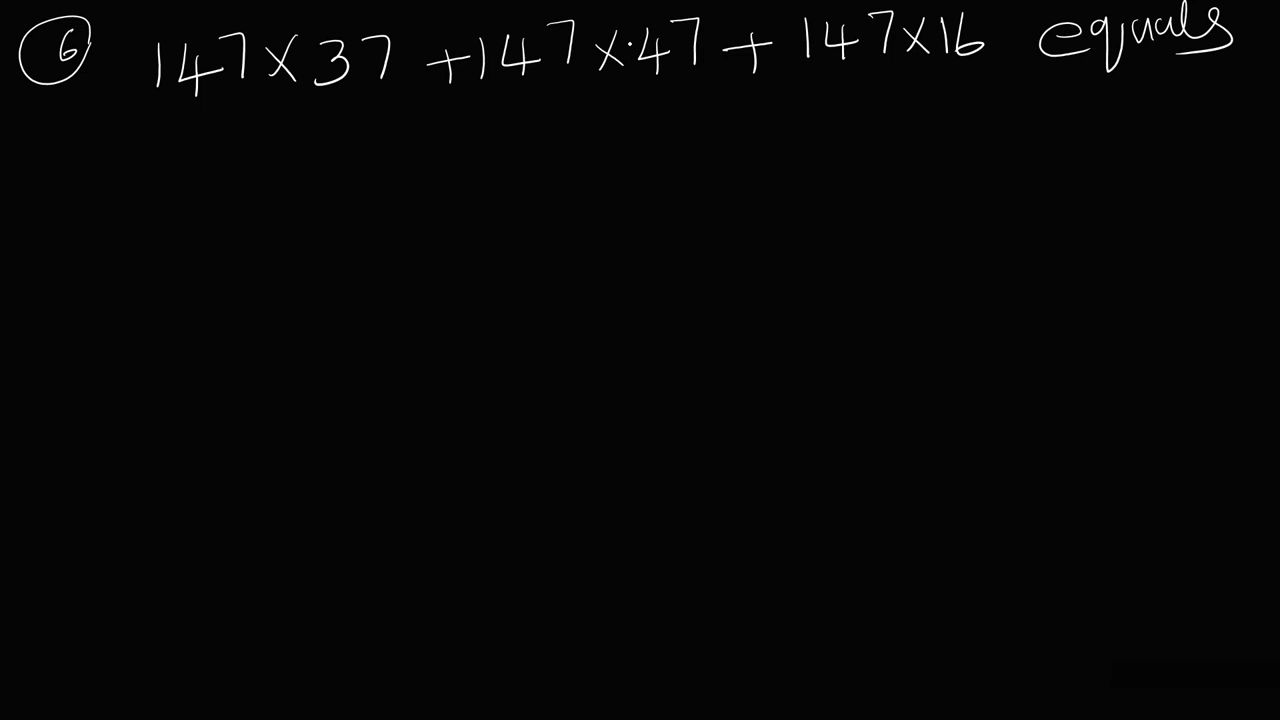 ⑥ 147 × 37 + 147 × 47 + 147 × 16 equals